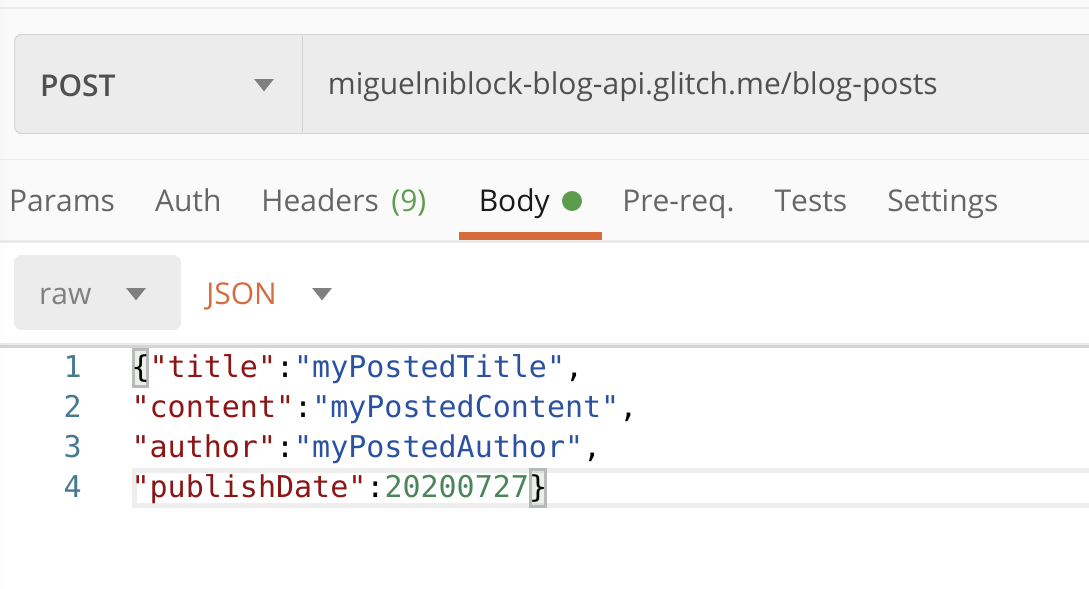 POST miguelniblock-blog-api.glitch.me/blog-posts
Params Auth Headers (9) Body Pre-req. Tests Settings
raw JSON
1 {"title":"myPostedTitle",
2 "content":"myPostedContent",
3 "author":"myPostedAuthor",
4 "publishDate":20200727}